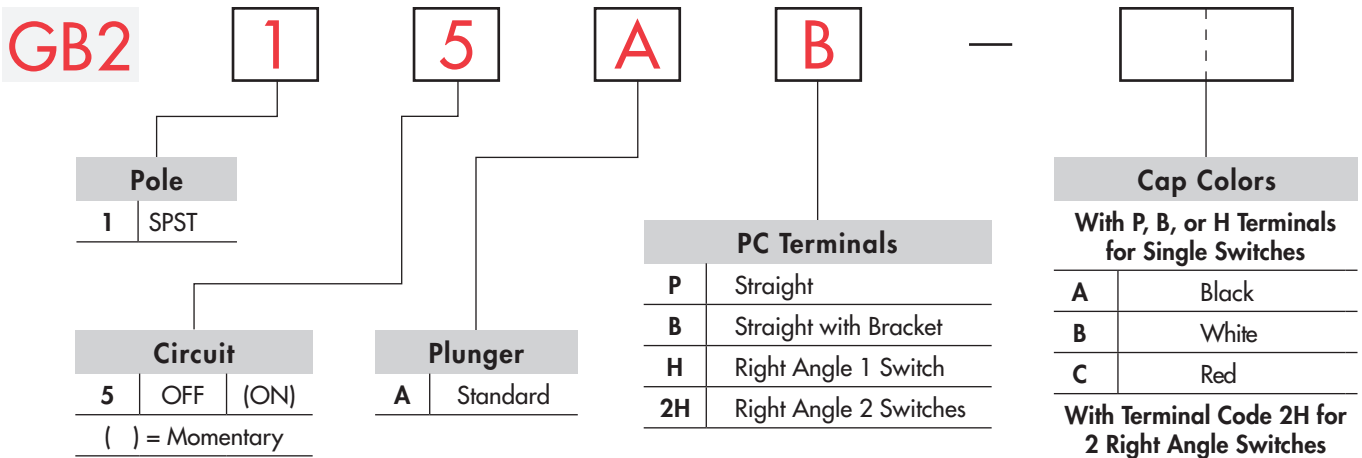 GB2 1 5 A B —
Pole
1 SPST
Circuit
5 OFF (ON)
( ) = Momentary
Plunger
A Standard
PC Terminals
P Straight
B Straight with Bracket
H Right Angle 1 Switch
2H Right Angle 2 Switches
Cap Colors
With P, B, or H Terminals
for Single Switches
A Black
B White
C Red
With Terminal Code 2H for
2 Right Angle Switches